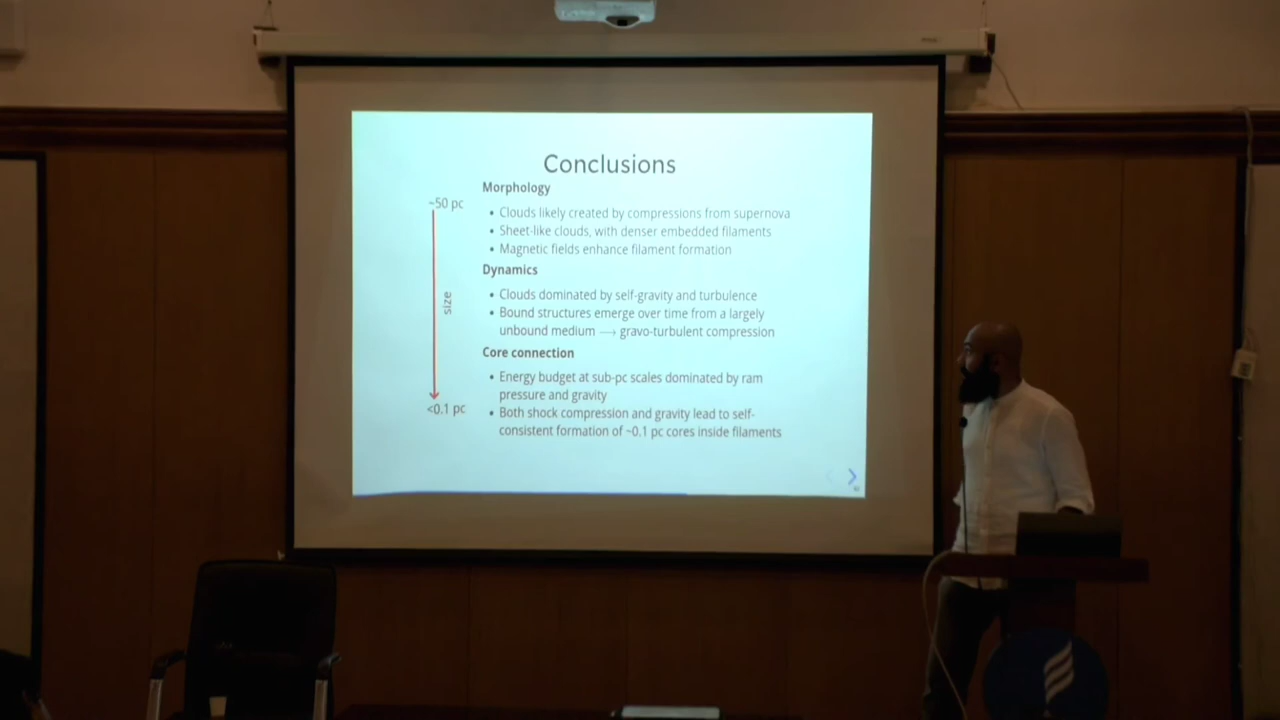 Conclusions
Morphology
~50 pc
• Clouds likely created by compressions from supernova
• Sheet-like clouds, with denser embedded filaments
• Magnetic fields enhance filament formation
Dynamics
size
• Clouds dominated by self-gravity and turbulence
• Bound structures emerge over time from a largely
unbound medium ⟶ gravo-turbulent compression
Core connection
• Energy budget at sub-pc scales dominated by ram
pressure and gravity
<0.1 pc
• Both shock compression and gravity lead to self-
consistent formation of ~0.1 pc cores inside filaments